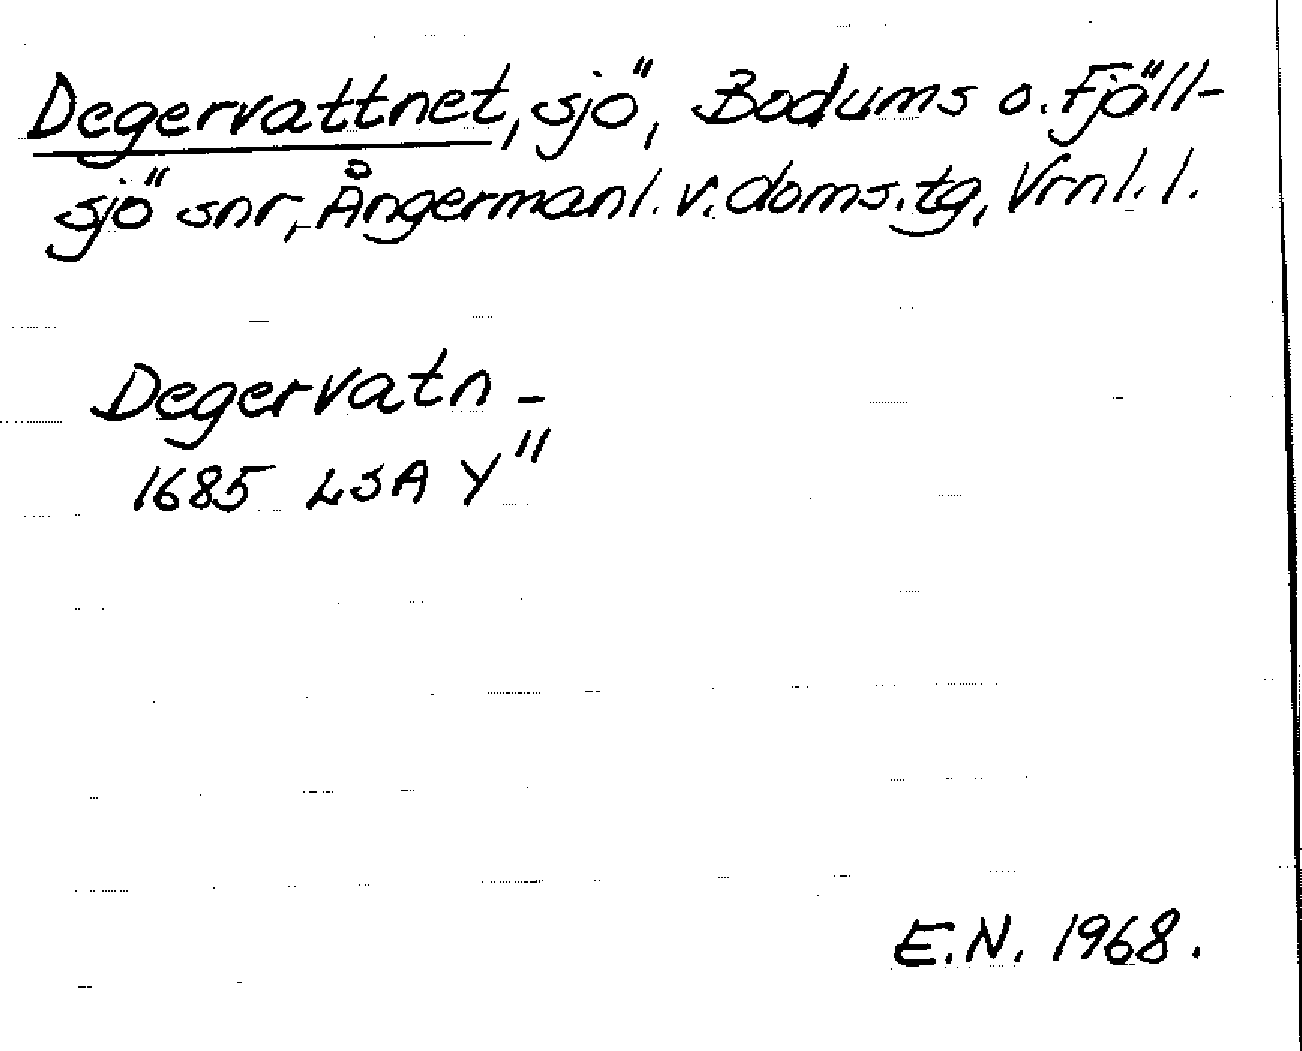 Degervattnet, sjö, Bodums o. Fjäll-
sjö snr, Ångermanl. v. doms. tg, Vrnl. l.
Degervatn -
1685 LSA Y"
E.N. 1968.